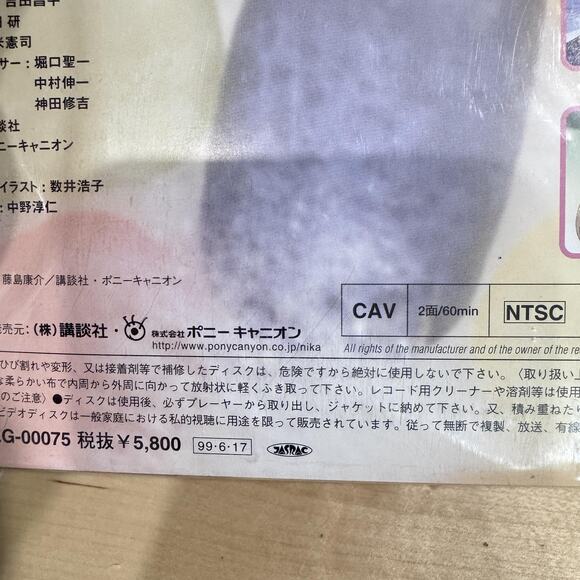 吉田昌平
研
米憲司
サー：堀口聖一
中村伸一
神田修吉
談社
ニーキャニオン
イラスト：数井浩子
：中野淳仁
藤島康介／講談社・ポニーキャニオン
発売元：(株)講談社・株式会社ポニーキャニオン
http://www.ponycanyon.co.jp/nika
CAV 2面/60min NTSC
All rights of the manufacturer and of the owner of the re
ひび割れや変形、又は接着剤等で補修したディスクは、危険ですから絶対に使用しないで下さい。〈取り扱い上
な柔らかい布で内周から外周に向かって放射状に軽くふき取って下さい。レコード用クリーナーや溶剤等は使用
のご注意〉●ディスクは使用後、必ずプレーヤーから取り出し、ジャケットに納めて下さい。又、積み重ねたり
ビデオディスクは一般家庭における私的視聴に用途を限って販売されています。従って無断で複製、放送、有線
G-00075 税抜￥5,800 99・6・17 JASRAC